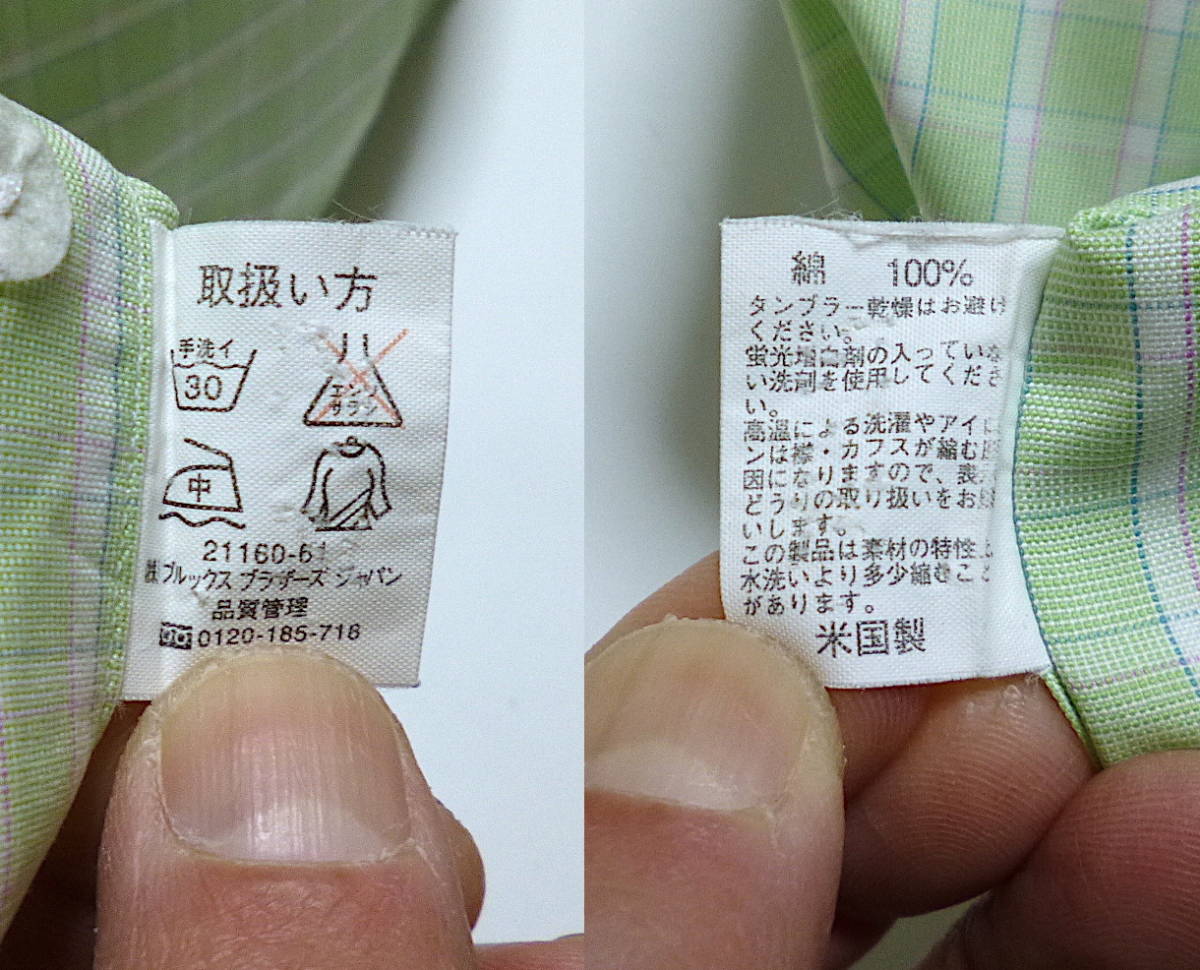 取扱い方
手洗イ
30
エンソ
サラシ
中
21160-61
㈱ブルックス ブラザーズ ジャパン
品質管理
0120-185-718
綿 100%
タンブラー乾燥はお避け
ください。
蛍光増白剤の入っていな
い洗剤を使用してくださ
い。
高温による洗濯やアイロ
ンは襟・カフスが縮む原
因になりますので、表示
どうりの取り扱いをお願
いします。
この製品は素材の特性上
水洗いより多少縮むこと
があります。
米国製